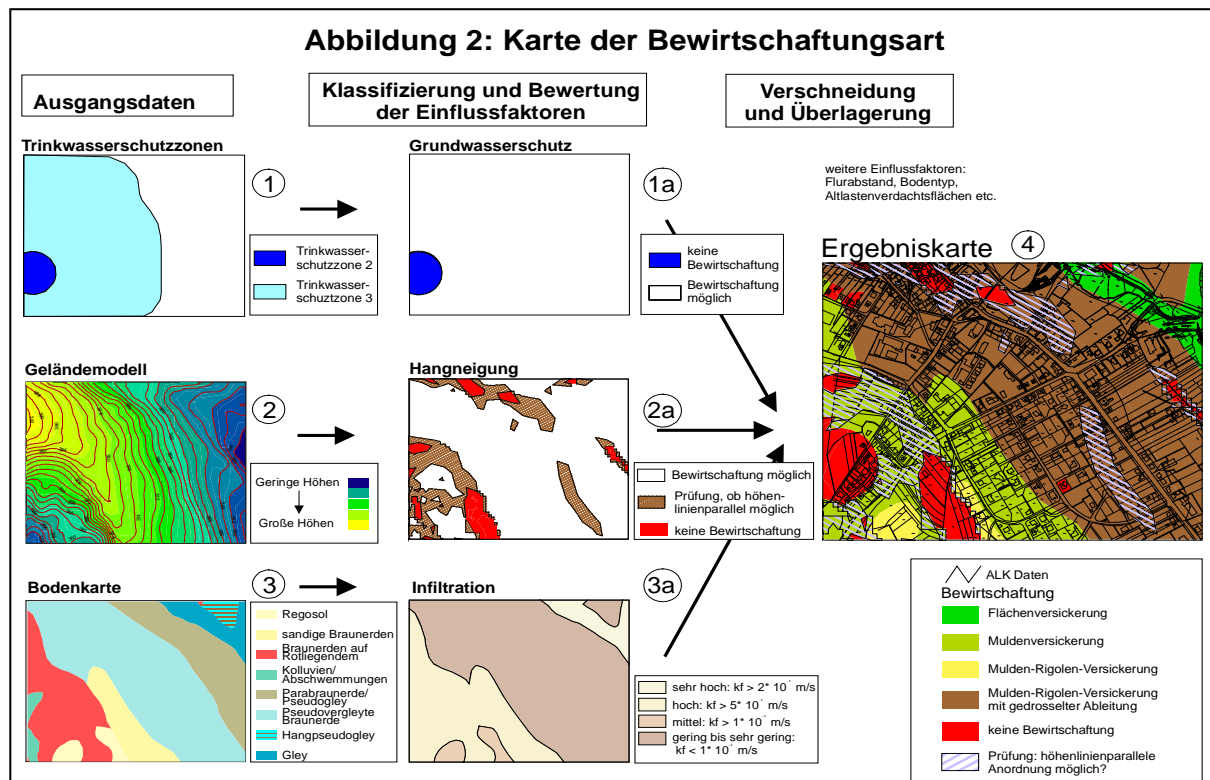 Abbildung 2: Karte der Bewirtschaftungsart
Ausgangsdaten
Klassifizierung und Bewertung
der Einflussfaktoren
Verschneidung
und Überlagerung
Trinkwasserschutzzonen
1
Trinkwasser-
schutzzone 2
Trinkwasser-
schuztzone 3
Grundwasserschutz
1a
keine
Bewirtschaftung
Bewirtschaftung
möglich
weitere Einflussfaktoren:
Flurabstand, Bodentyp,
Altlastenverdachtsflächen etc.
Ergebniskarte
4
Geländemodell
2
Geringe Höhen
Große Höhen
Hangneigung
2a
Bewirtschaftung möglich
Prüfung, ob höhen-
linienparallel möglich
keine Bewirtschaftung
Bodenkarte
3
Regosol
sandige Braunerden
Braunerden auf
Rotliegendem
Kolluvien/
Abschwemmungen
Parabraunerde/
Pseudogley
Pseudovergleyte
Braunerde
Hangpseudogley
Gley
Infiltration
3a
sehr hoch: kf > 2* 10 m/s
hoch: kf > 5* 10 m/s
mittel: kf > 1* 10 m/s
gering bis sehr gering:
kf < 1* 10 m/s
ALK Daten
Bewirtschaftung
Flächenversickerung
Muldenversickerung
Mulden-Rigolen-Versickerung
Mulden-Rigolen-Versickerung
mit gedrosselter Ableitung
keine Bewirtschaftung
Prüfung: höhenlinienparallele
Anordnung möglich?